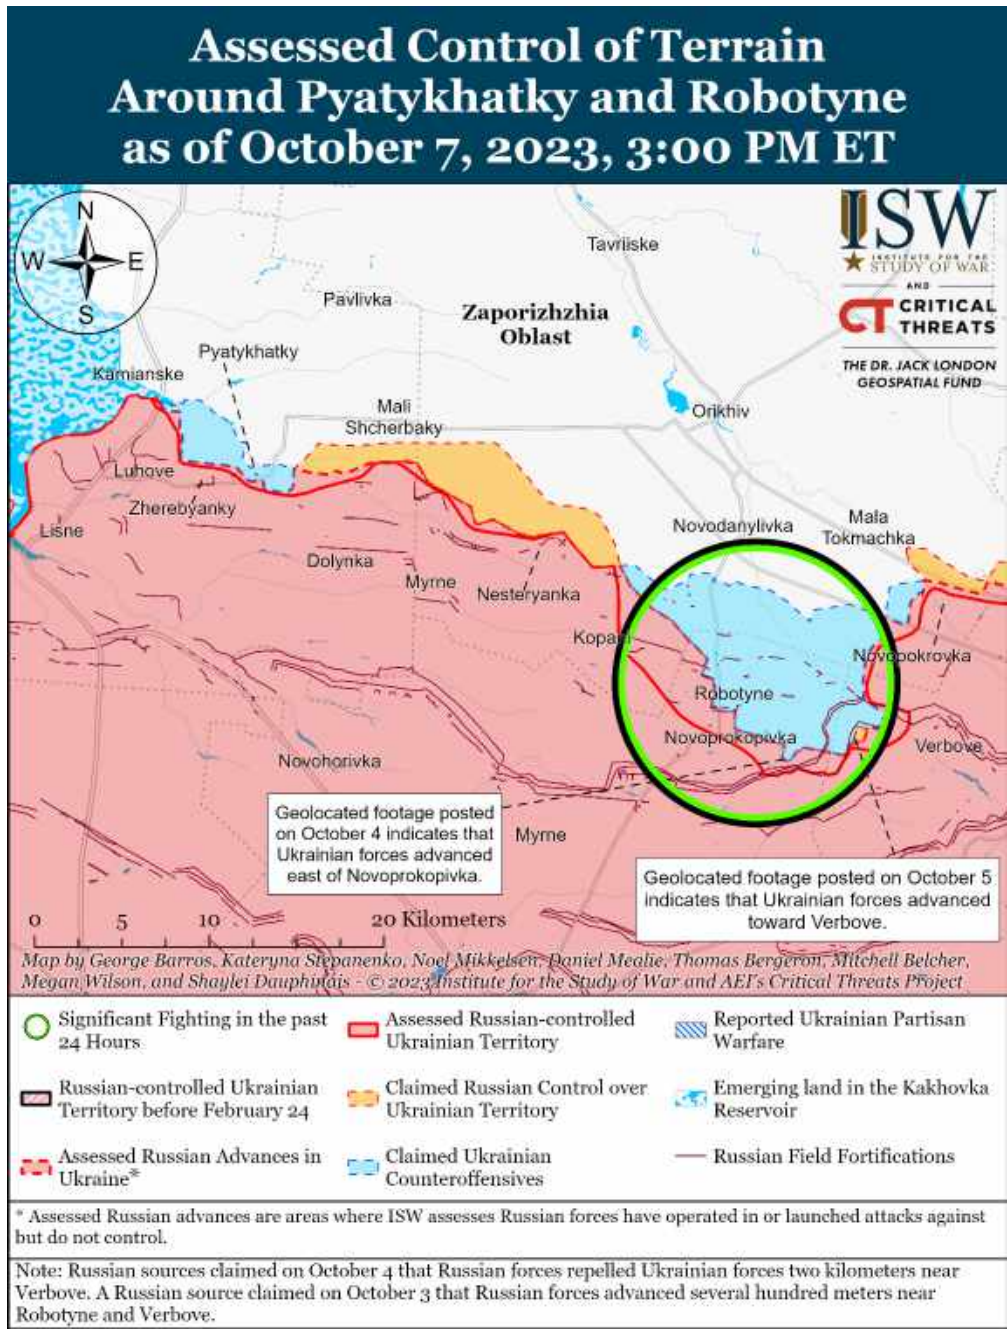 Assessed Control of Terrain
Around Pyatykhatky and Robotyne
as of October 7, 2023, 3:00 PM ET
N
W
E
S
ISW
INSTITUTE FOR THE
STUDY OF WAR
AND
CT CRITICAL
THREATS
THE DR. JACK LONDON
GEOSPATIAL FUND
Tavriiske
Pavlivka
Zaporizhzhia
Oblast
Pyatykhatky
Kamianske
Mali
Shcherbaky
Orikhiv
Luhove
Zherebyanky
Lisne
Novodanylivka
Mala
Tokmachka
Dolynka
Myrne
Nesteryanka
Kopani
Novopokrovka
Robotyne
Novoprokopivka
Verbove
Novohorivka
Geolocated footage posted
on October 4 indicates that
Ukrainian forces advanced
east of Novoprokopivka.
Myrne
Geolocated footage posted on October 5
indicates that Ukrainian forces advanced
toward Verbove.
0 5 10 20 Kilometers
Map by George Barros, Kateryna Stepanenko, Noel Mikkelsen, Daniel Mealie, Thomas Bergeron, Mitchell Belcher,
Megan Wilson, and Shaylei Dauphinais - © 2023 Institute for the Study of War and AEI's Critical Threats Project
Significant Fighting in the past
24 Hours
Assessed Russian-controlled
Ukrainian Territory
Reported Ukrainian Partisan
Warfare
Russian-controlled Ukrainian
Territory before February 24
Claimed Russian Control over
Ukrainian Territory
Emerging land in the Kakhovka
Reservoir
Assessed Russian Advances in
Ukraine*
Claimed Ukrainian
Counteroffensives
Russian Field Fortifications
* Assessed Russian advances are areas where ISW assesses Russian forces have operated in or launched attacks against
but do not control.
Note: Russian sources claimed on October 4 that Russian forces repelled Ukrainian forces two kilometers near
Verbove. A Russian source claimed on October 3 that Russian forces advanced several hundred meters near
Robotyne and Verbove.